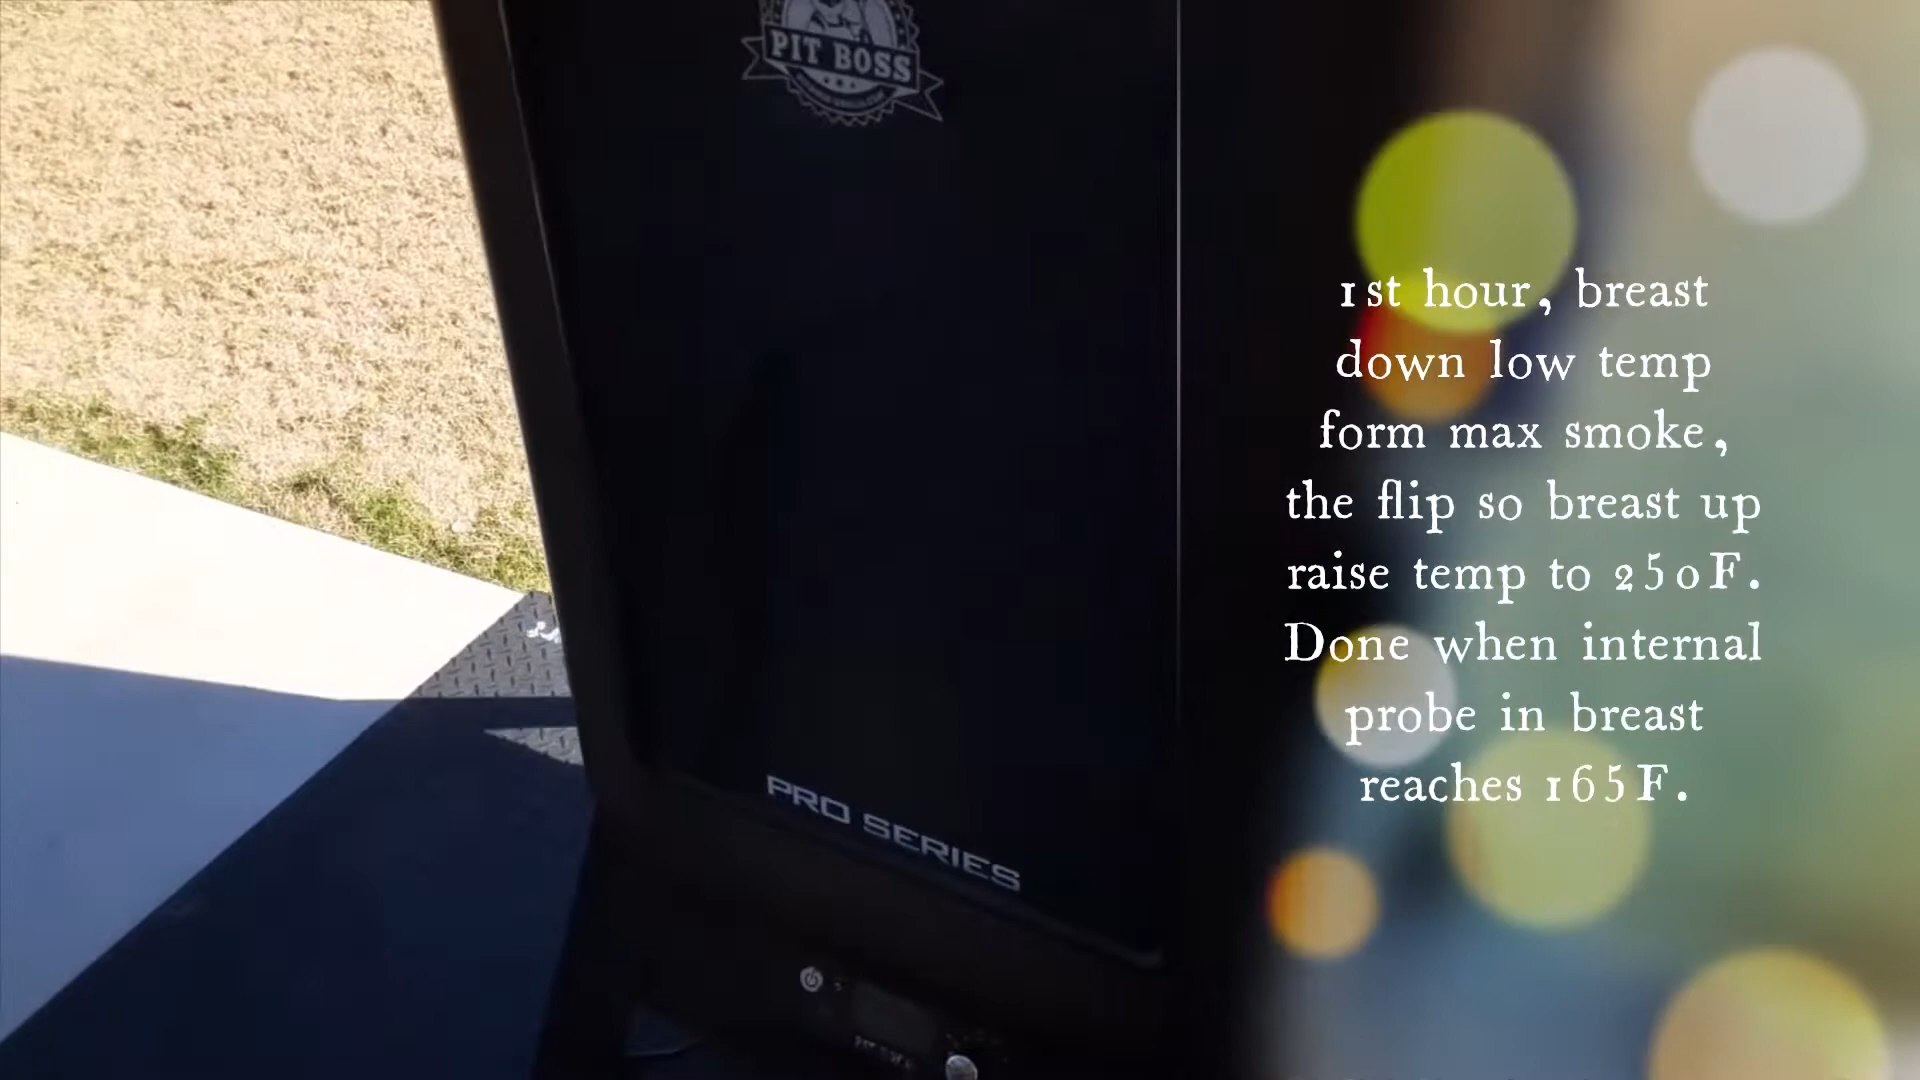 PIT BOSS
1st hour, breast
down low temp
form max smoke,
the flip so breast up
raise temp to 250F.
Done when internal
probe in breast
reaches 165F.
PRO SERIES